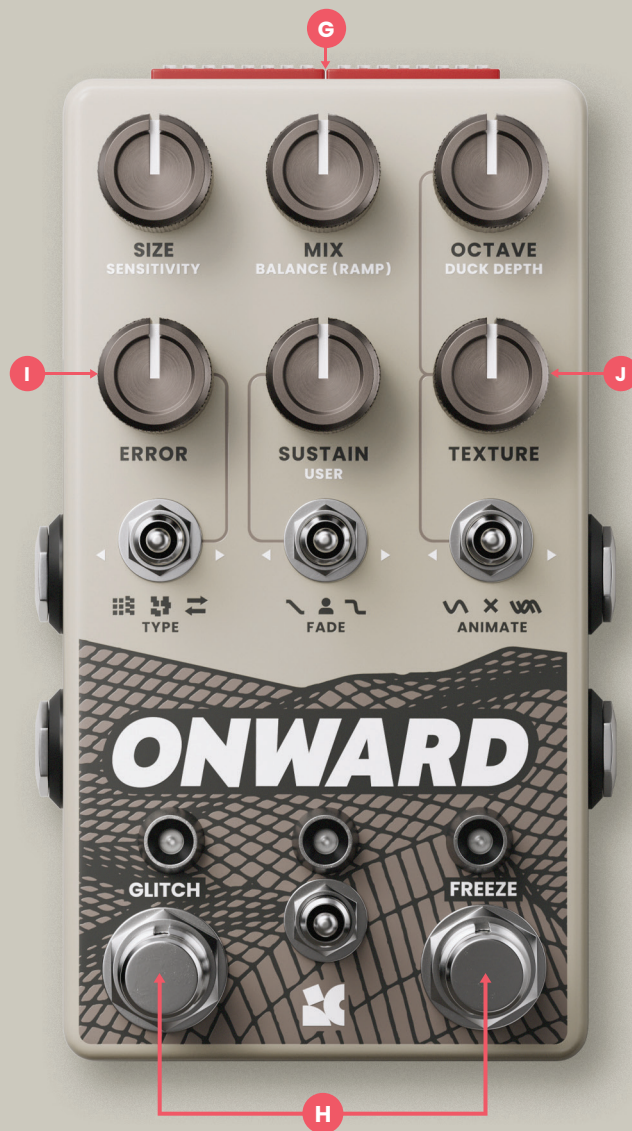 G
SIZE
SENSITIVITY
MIX
BALANCE (RAMP)
OCTAVE
DUCK DEPTH
I
J
ERROR
SUSTAIN
USER
TEXTURE
TYPE
FADE
ANIMATE
ONWARD
GLITCH
FREEZE
H